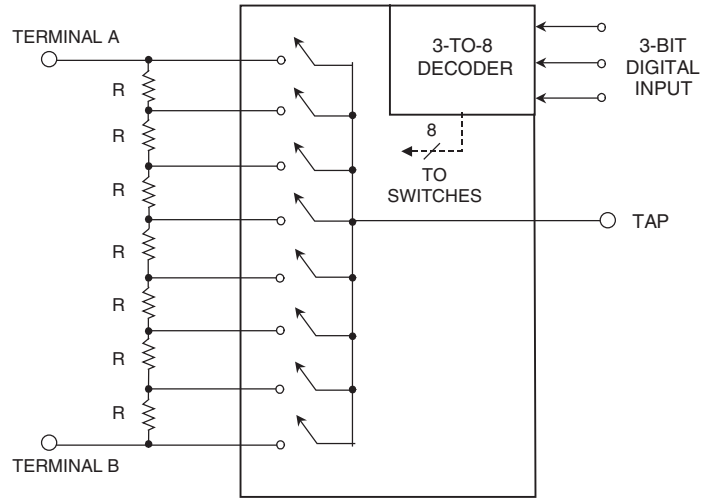 TERMINAL A
R
R
R
R
R
R
R
TERMINAL B
3-TO-8
DECODER
3-BIT
DIGITAL
INPUT
8
TO
SWITCHES
TAP